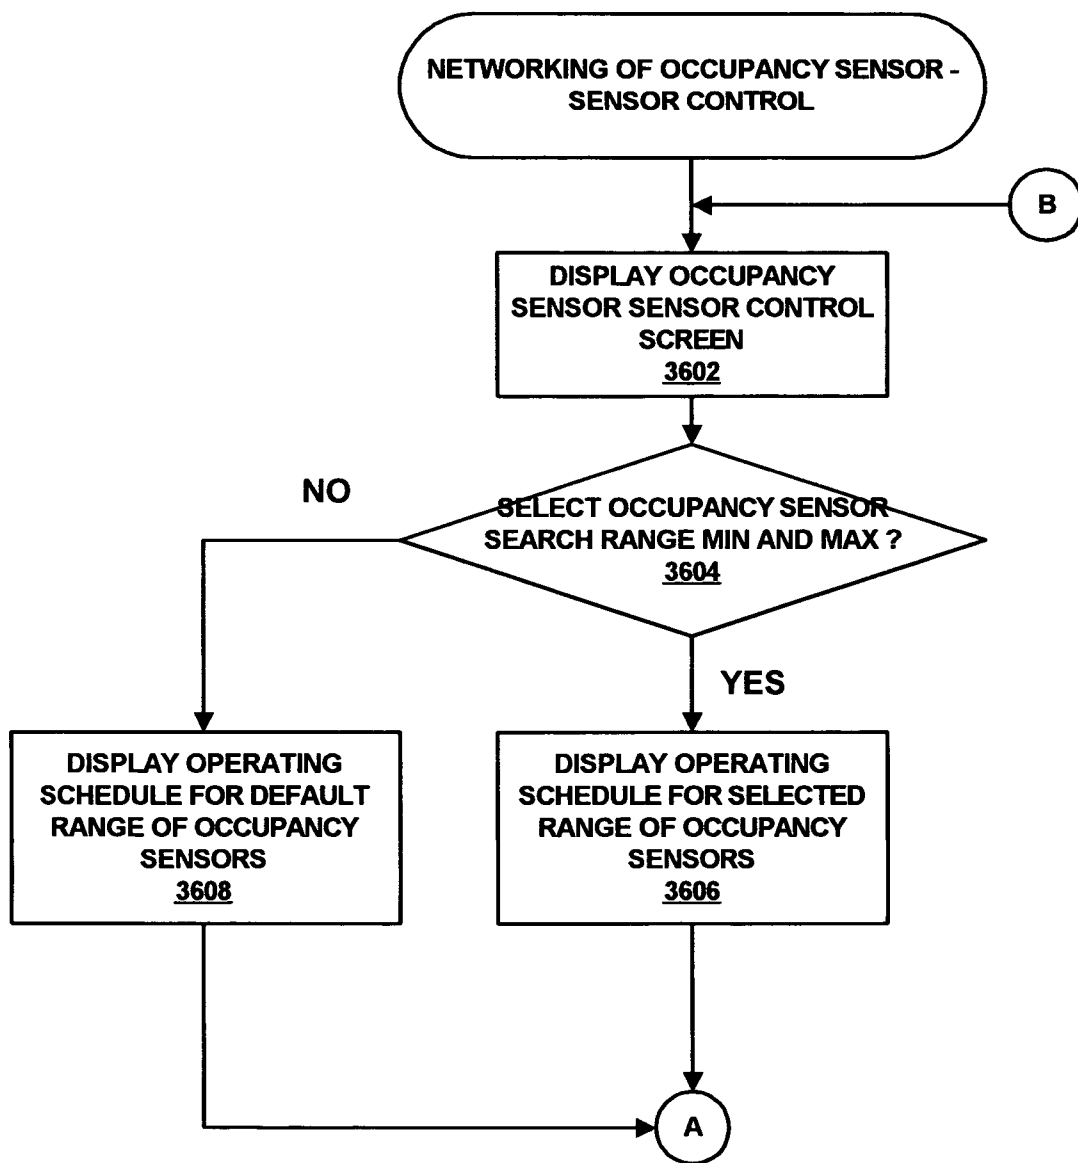 NETWORKING OF OCCUPANCY SENSOR -
SENSOR CONTROL
B
DISPLAY OCCUPANCY
SENSOR SENSOR CONTROL
SCREEN
3602
NO
SELECT OCCUPANCY SENSOR
SEARCH RANGE MIN AND MAX ?
3604
YES
DISPLAY OPERATING
SCHEDULE FOR DEFAULT
RANGE OF OCCUPANCY
SENSORS
3608
DISPLAY OPERATING
SCHEDULE FOR SELECTED
RANGE OF OCCUPANCY
SENSORS
3606
A